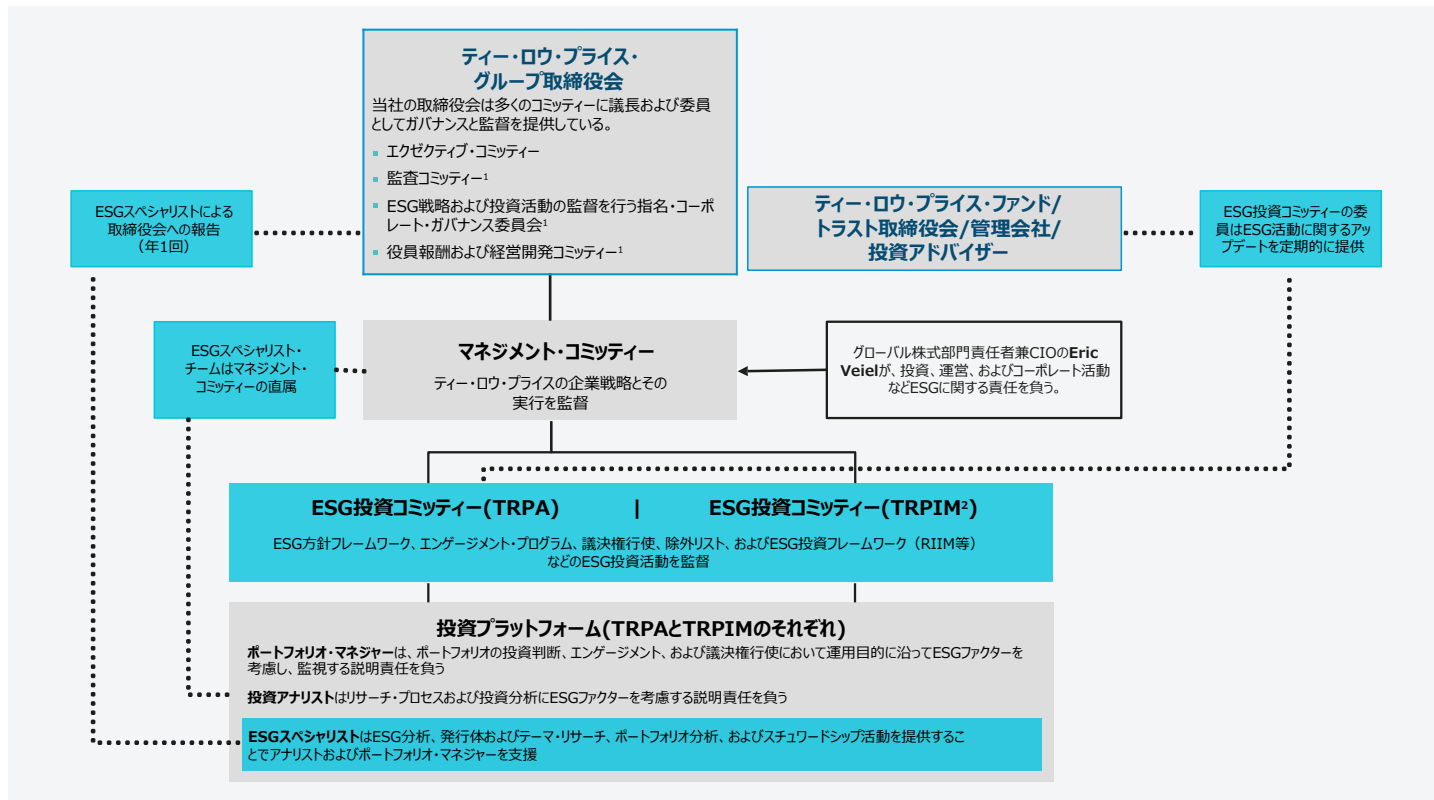 ティー・ロウ・プライス・
グループ取締役会
当社の取締役会は多くのコミッティーに議長および委員
としてガバナンスと監督を提供している。
エクゼクティブ・コミッティー
監査コミッティー¹
ESG戦略および投資活動の監督を行う指名・コーポ
レート・ガバナンス委員会¹
役員報酬および経営開発コミッティー¹
ESGスペシャリストによる
取締役会への報告
（年1回）
ティー・ロウ・プライス・ファンド/
トラスト取締役会/管理会社/
投資アドバイザー
ESG投資コミッティーの委
員はESG活動に関するアッ
プデートを定期的に提供
ESGスペシャリスト・
チームはマネジメント・
コミッティーの直属
マネジメント・コミッティー
ティー・ロウ・プライスの企業戦略とその
実行を監督
グローバル株式部門責任者兼CIOのEric
Veielが、投資、運営、およびコーポレート活動
などESGに関する責任を負う。
ESG投資コミッティー(TRPA) | ESG投資コミッティー(TRPIM²)
ESG方針フレームワーク、エンゲージメント・プログラム、議決権行使、除外リスト、およびESG投資フレームワーク（RIIM等）
などのESG投資活動を監督
投資プラットフォーム(TRPAとTRPIMのそれぞれ)
ポートフォリオ・マネジャーは、ポートフォリオの投資判断、エンゲージメント、および議決権行使において運用目的に沿ってESGファクターを
考慮し、監視する説明責任を負う
投資アナリストはリサーチ・プロセスおよび投資分析にESGファクターを考慮する説明責任を負う
ESGスペシャリストはESG分析、発行体およびテーマ・リサーチ、ポートフォリオ分析、およびスチュワードシップ活動を提供するこ
とでアナリストおよびポートフォリオ・マネジャーを支援